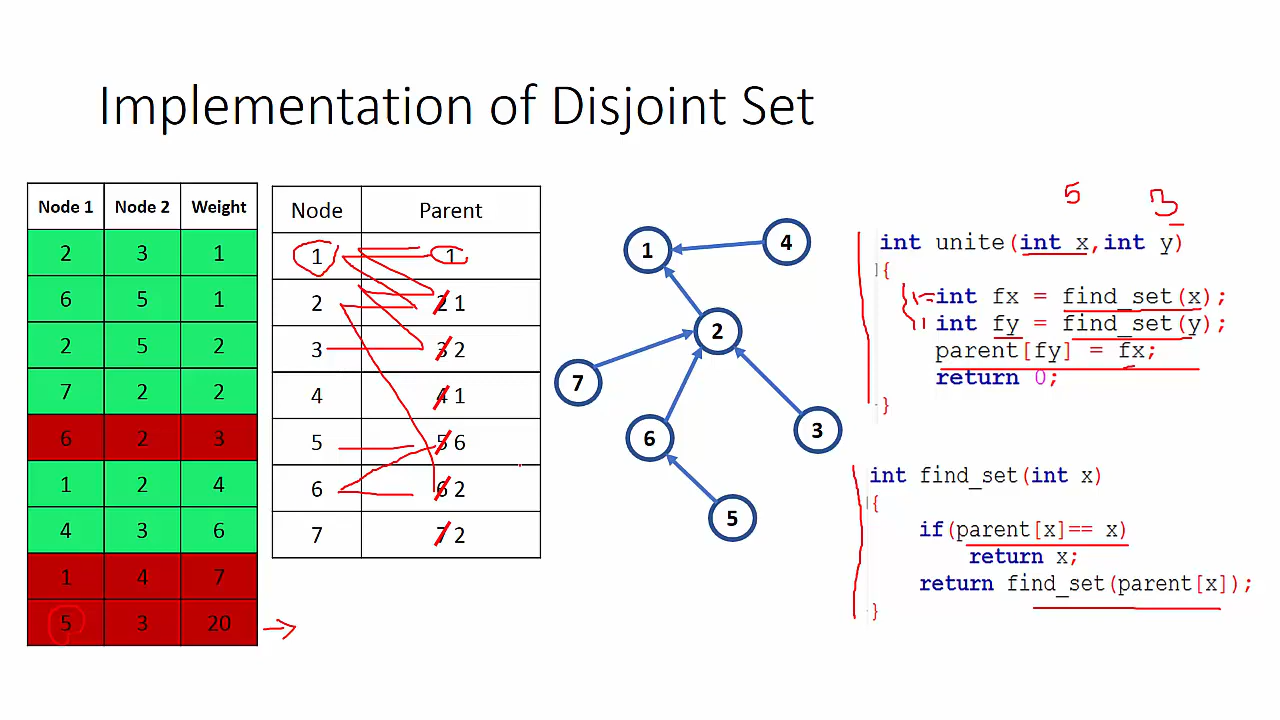 Implementation of Disjoint Set
Node 1 Node 2 Weight
2 3 1
6 5 1
2 5 2
7 2 2
6 2 3
1 2 4
4 3 6
1 4 7
5 3 20
Node Parent
1 1
2 2 1
3 3 2
4 4 1
5 5 6
6 6 2
7 7 2
1
4
2
7
6
3
5
5 3
int unite(int x,int y)
{
int fx = find_set(x);
int fy = find_set(y);
parent[fy] = fx;
return 0;
}
int find_set(int x)
{
if(parent[x]== x)
return x;
return find_set(parent[x]);
}